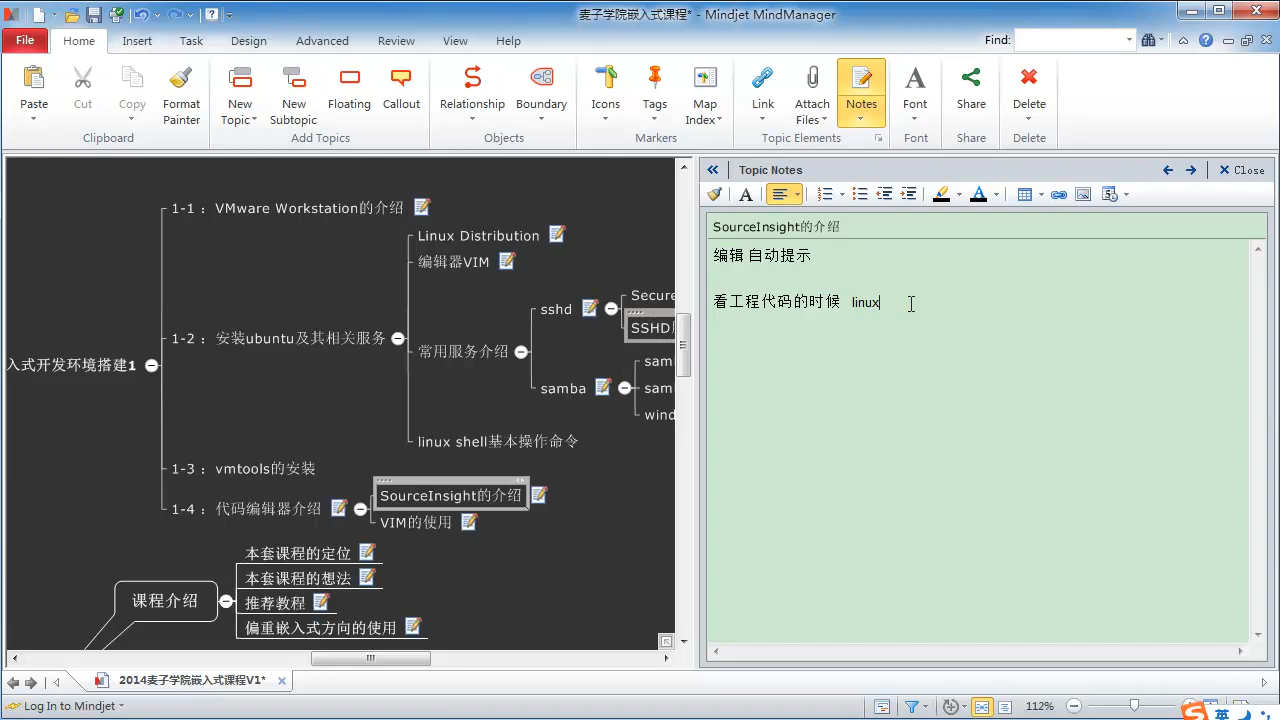 麦子学院嵌入式课程* - Mindjet MindManager
File Home Insert Task Design Advanced Review View Help Find:
Paste Cut Copy Format Painter
Clipboard
New Topic New Subtopic Floating Callout
Add Topics
Relationship Boundary
Objects
Icons Tags Map Index
Markers
Link Attach Files Notes
Topic Elements
Font
Font
Share
Share
Delete
Delete
1-1： VMware Workstation的介绍
Linux Distribution
编辑器VIM
Secure
sshd
SSHD
1-2： 安装ubuntu及其相关服务
常用服务介绍
sam
samba
sam
wind
入式开发环境搭建1
linux shell基本操作命令
1-3： vmtools的安装
1-4： 代码编辑器介绍
SourceInsight的介绍
VIM的使用
本套课程的定位
本套课程的想法
课程介绍
推荐教程
偏重嵌入式方向的使用
Topic Notes Close
SourceInsight的介绍
编辑 自动提示
看工程代码的时候 linux
2014麦子学院嵌入式课程V1*
Log In to Mindjet 112%
英